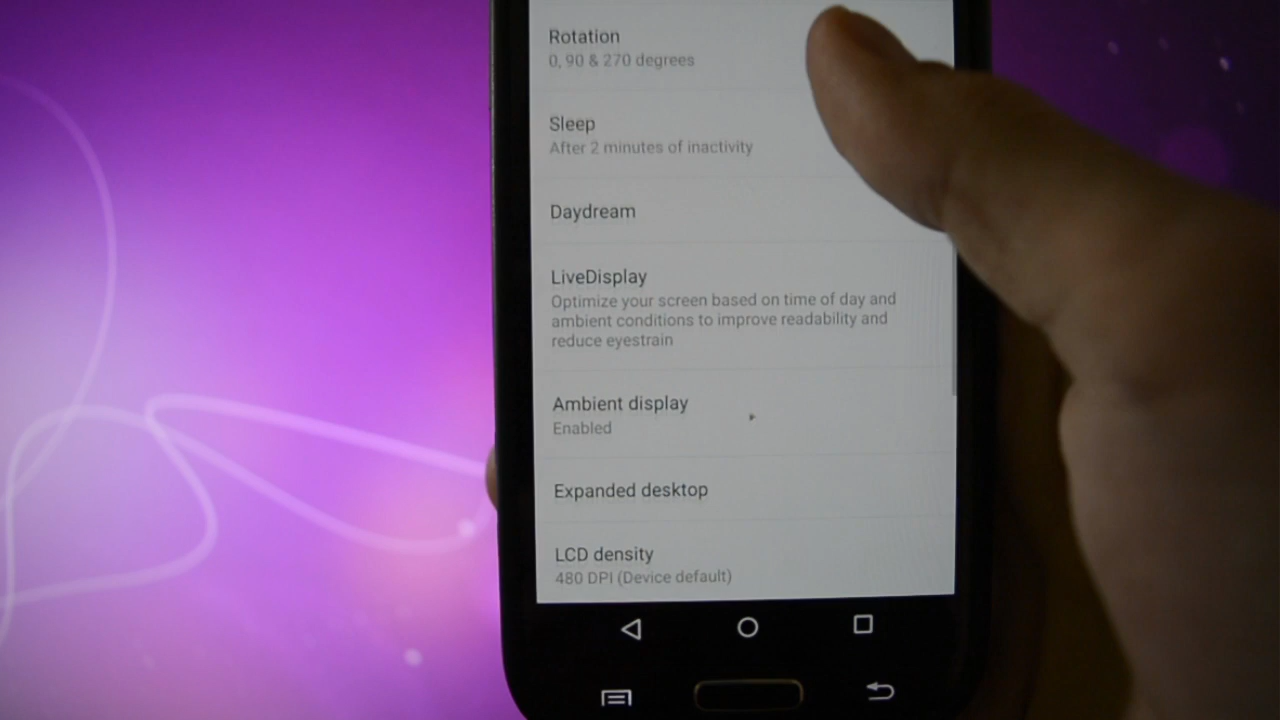 Rotation
0, 90 & 270 degrees
Sleep
After 2 minutes of inactivity
Daydream
LiveDisplay
Optimize your screen based on time of day and
ambient conditions to improve readability and
reduce eyestrain
Ambient display
Enabled
Expanded desktop
LCD density
480 DPI (Device default)